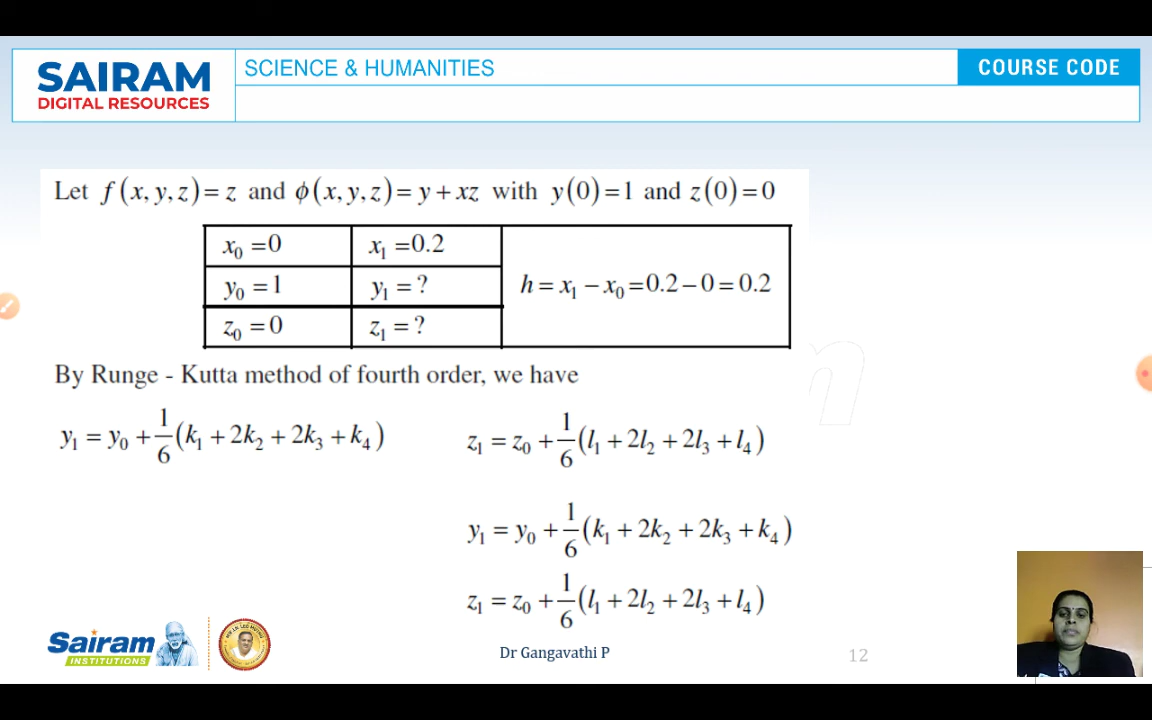 SAIRAM
DIGITAL RESOURCES
SCIENCE & HUMANITIES
COURSE CODE
Let f(x, y, z) = z and ϕ(x, y, z) = y + xz with y(0) = 1 and z(0) = 0
x₀ = 0 x₁ = 0.2
y₀ = 1 y₁ = ? h = x₁ − x₀ = 0.2 − 0 = 0.2
z₀ = 0 z₁ = ?
By Runge - Kutta method of fourth order, we have
y₁ = y₀ + 1/6 (k₁ + 2k₂ + 2k₃ + k₄) z₁ = z₀ + 1/6 (l₁ + 2l₂ + 2l₃ + l₄)
y₁ = y₀ + 1/6 (k₁ + 2k₂ + 2k₃ + k₄)
z₁ = z₀ + 1/6 (l₁ + 2l₂ + 2l₃ + l₄)
Sairam
INSTITUTIONS
Dr Gangavathi P
12